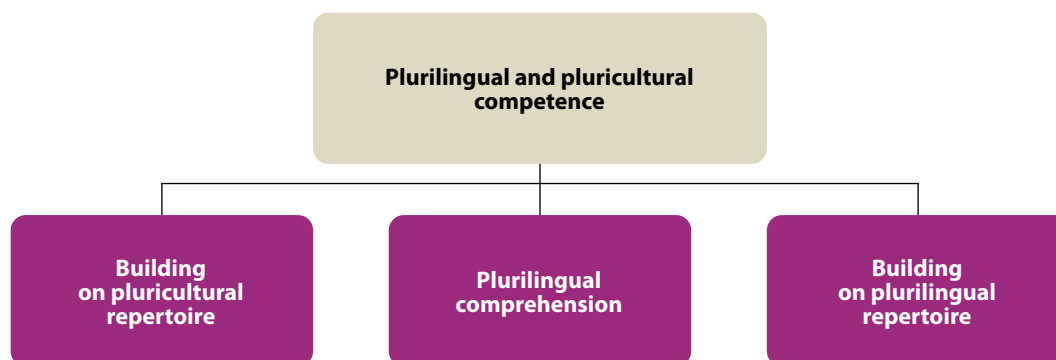 Plurilingual and pluricultural
competence
Building
on pluricultural
repertoire
Plurilingual
comprehension
Building
on plurilingual
repertoire